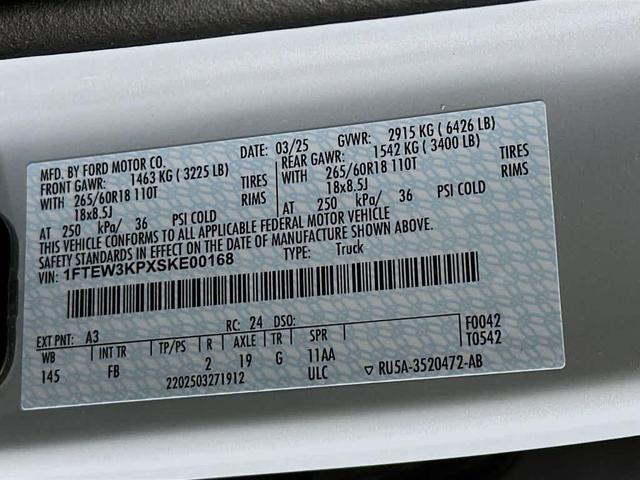 MFD. BY FORD MOTOR CO. DATE: 03/25 GVWR: 2915 KG ( 6426 LB)
FRONT GAWR: 1463 KG ( 3225 LB) REAR GAWR: 1542 KG ( 3400 LB)
WITH 265/60R18 110T TIRES WITH 265/60R18 110T TIRES
18x8.5J RIMS 18x8.5J RIMS
AT 250 kPa/ 36 PSI COLD AT 250 kPa/ 36 PSI COLD
THIS VEHICLE CONFORMS TO ALL APPLICABLE FEDERAL MOTOR VEHICLE
SAFETY STANDARDS IN EFFECT ON THE DATE OF MANUFACTURE SHOWN ABOVE.
VIN: 1FTEW3KPXSKE00168 TYPE: Truck
F0042
T0542
EXT PNT: A3 RC: 24 DSO:
WB INT TR TP/PS R AXLE TR SPR
145 FB 2 19 G 11AA
ULC ▽ RU5A-3520472-AB
2202503271912